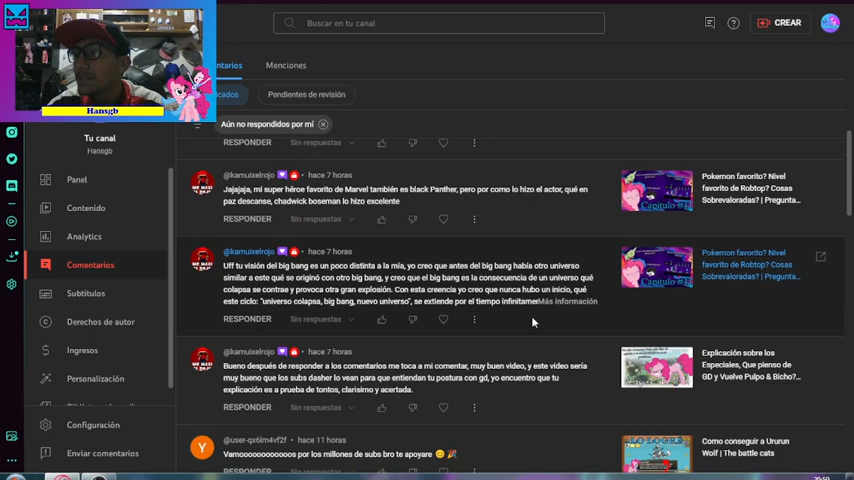 Buscar en tu canal
CREAR
Hansgb
Comentarios
Menciones
Pendientes de revisión
Aún no respondidos por mí
Tu canal
Hansgb
Panel
Contenido
Analytics
Comentarios
Subtítulos
Derechos de autor
Ingresos
Personalización
Configuración
Enviar comentarios
RESPONDER Sin respuestas
@kamuixelrojo hace 7 horas
Jajajaja, mi super héroe favorito de Marvel también es black Panther, pero por como lo hizo el actor, qué en
paz descanse, chadwick boseman lo hizo excelente
RESPONDER Sin respuestas
Pokemon favorito? Nivel
de favorito de Robtop? Cosas
Subnormales? | Pregunta...
@kamuixelrojo hace 7 horas
Uff tu visión del big bang es un poco distinta a la mía, yo creo que antes del big bang había otro universo
similar a este qué se originó con otro big bang, y creo que el big bang es la consecuencia de un universo qué
colapsa se contrae y provoca otra gran explosión. Con esta creencia yo creo que nunca hubo un inicio, qué
este ciclo: "universo colapsa, big bang, nuevo universo", se extiende por el tiempo infinitame Más información
RESPONDER Sin respuestas
Pokemon favorito? Nivel
de Robtop? Cosas
@kamuixelrojo hace 7 horas
Bueno después de responder a los comentarios me toca a mi comentar, muy buen video, y este video sería
muy bueno que los subs dasher lo vean para que entiendan tu postura con gd, yo encuentro que tu
explicación es a prueba de tontos, clarisimo y acertada.
RESPONDER Sin respuestas
Explicación sobre los
Especiales, Que pienso de
GD y Vuelve Pulpo & Bicho?...
Y
@user-qx6lm4vf2f hace 11 horas
Vamoooooooooooos por los millones de subs bro te apoyare
LO LOGRE
Como conseguir a Ururun
Wolf | The battle cats